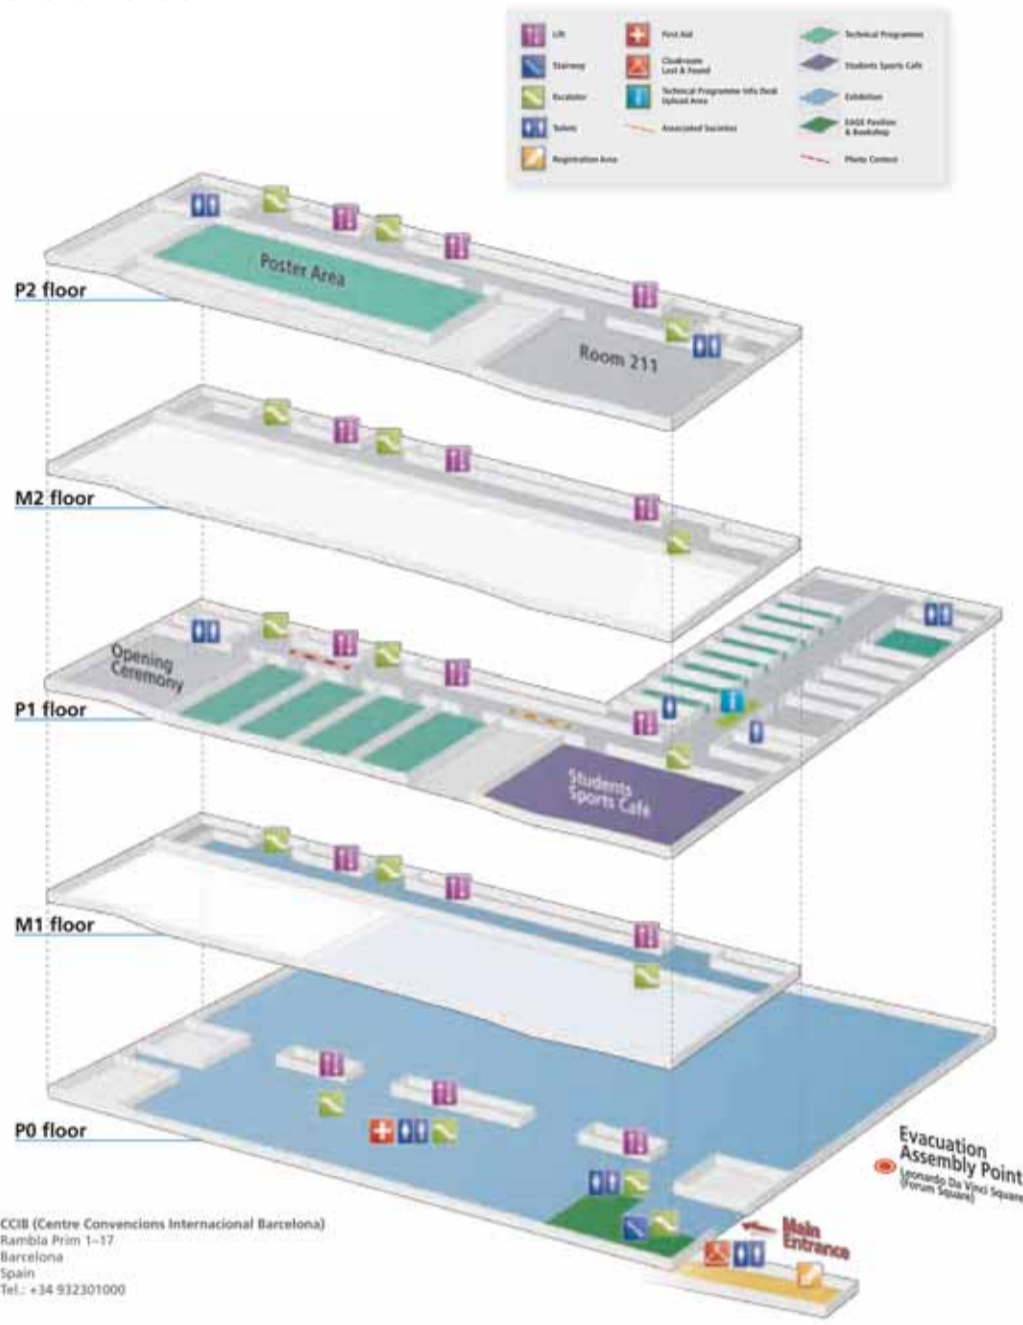 Lift
Stairway
Escalator
Toilets
Registration Area
First Aid
Cloakroom
Lost & Found
Technical Programme Info Desk
Upload Area
Associated Societies
Technical Programme
Students Sports Café
Exhibition
EAGE Pavilion
& Bookshop
Photo Contest
Poster Area
P2 floor
Room 211
M2 floor
Opening
Ceremony
P1 floor
Students
Sports Café
M1 floor
P0 floor
Evacuation
Assembly Point
Leonardo Da Vinci Square
(Forum Square)
Main
Entrance
CCIB (Centre Convencions Internacional Barcelona)
Rambla Prim 1–17
Barcelona
Spain
Tel.: +34 932301000